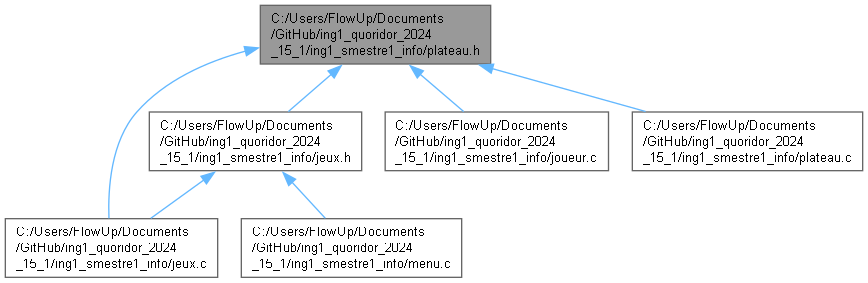 C:/Users/FlowUp/Documents
/GitHub/ing1_quoridor_2024
_15_1/ing1_smestre1_info/plateau.h
C:/Users/FlowUp/Documents
/GitHub/ing1_quoridor_2024
_15_1/ing1_smestre1_info/jeux.h
C:/Users/FlowUp/Documents
/GitHub/ing1_quoridor_2024
_15_1/ing1_smestre1_info/joueur.c
C:/Users/FlowUp/Documents
/GitHub/ing1_quoridor_2024
_15_1/ing1_smestre1_info/plateau.c
C:/Users/FlowUp/Documents
/GitHub/ing1_quoridor_2024
_15_1/ing1_smestre1_info/jeux.c
C:/Users/FlowUp/Documents
/GitHub/ing1_quoridor_2024
_15_1/ing1_smestre1_info/menu.c